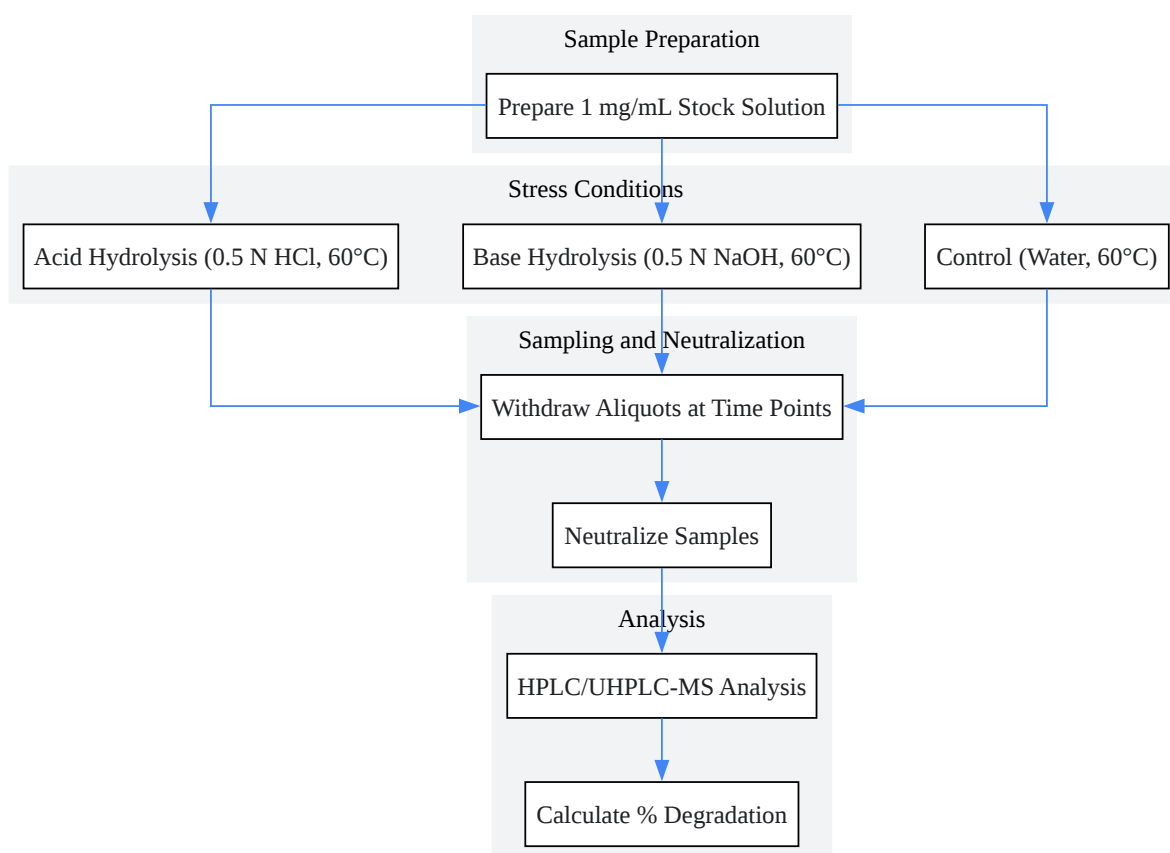 Sample Preparation
Prepare 1 mg/mL Stock Solution
Stress Conditions
Acid Hydrolysis (0.5 N HCl, 60°C)
Base Hydrolysis (0.5 N NaOH, 60°C)
Control (Water, 60°C)
Sampling and Neutralization
Withdraw Aliquots at Time Points
Neutralize Samples
Analysis
HPLC/UHPLC-MS Analysis
Calculate % Degradation